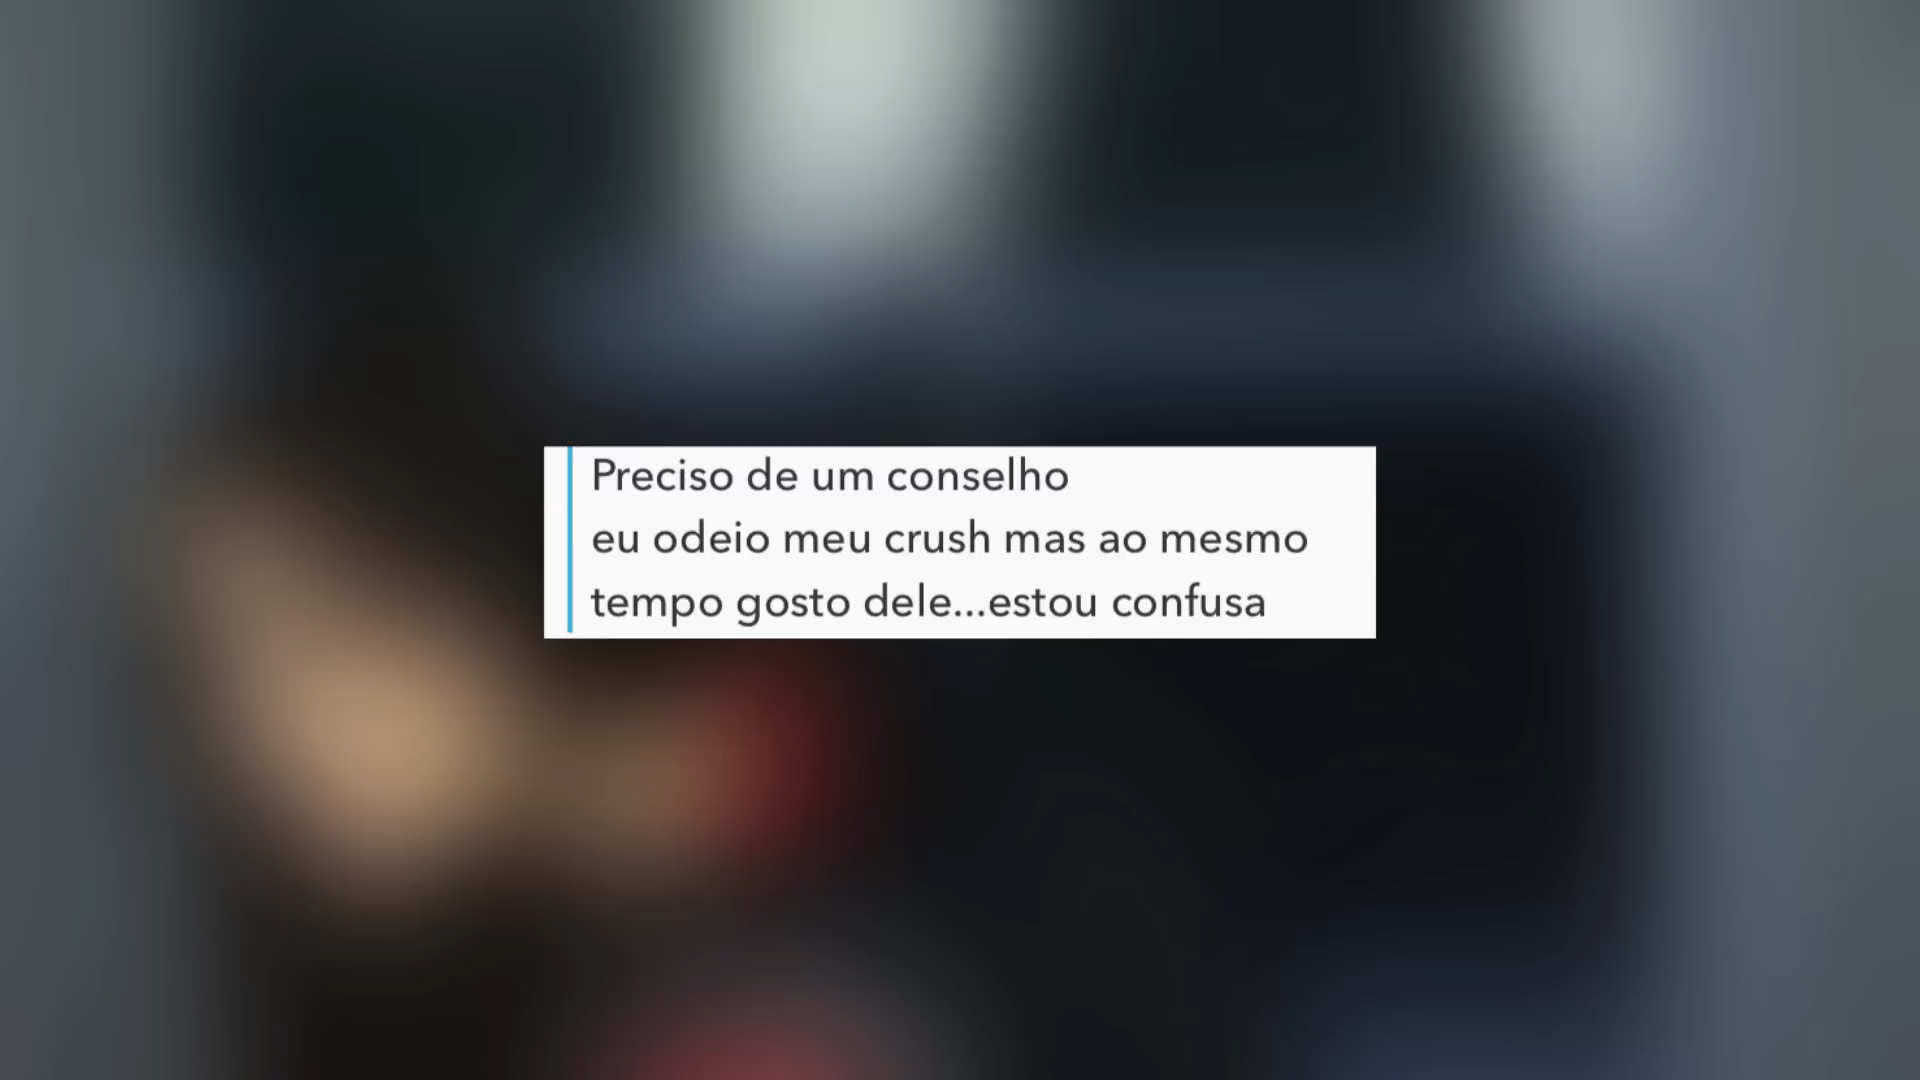 Preciso de um conselho
eu odeio meu crush mas ao mesmo
tempo gosto dele...estou confusa